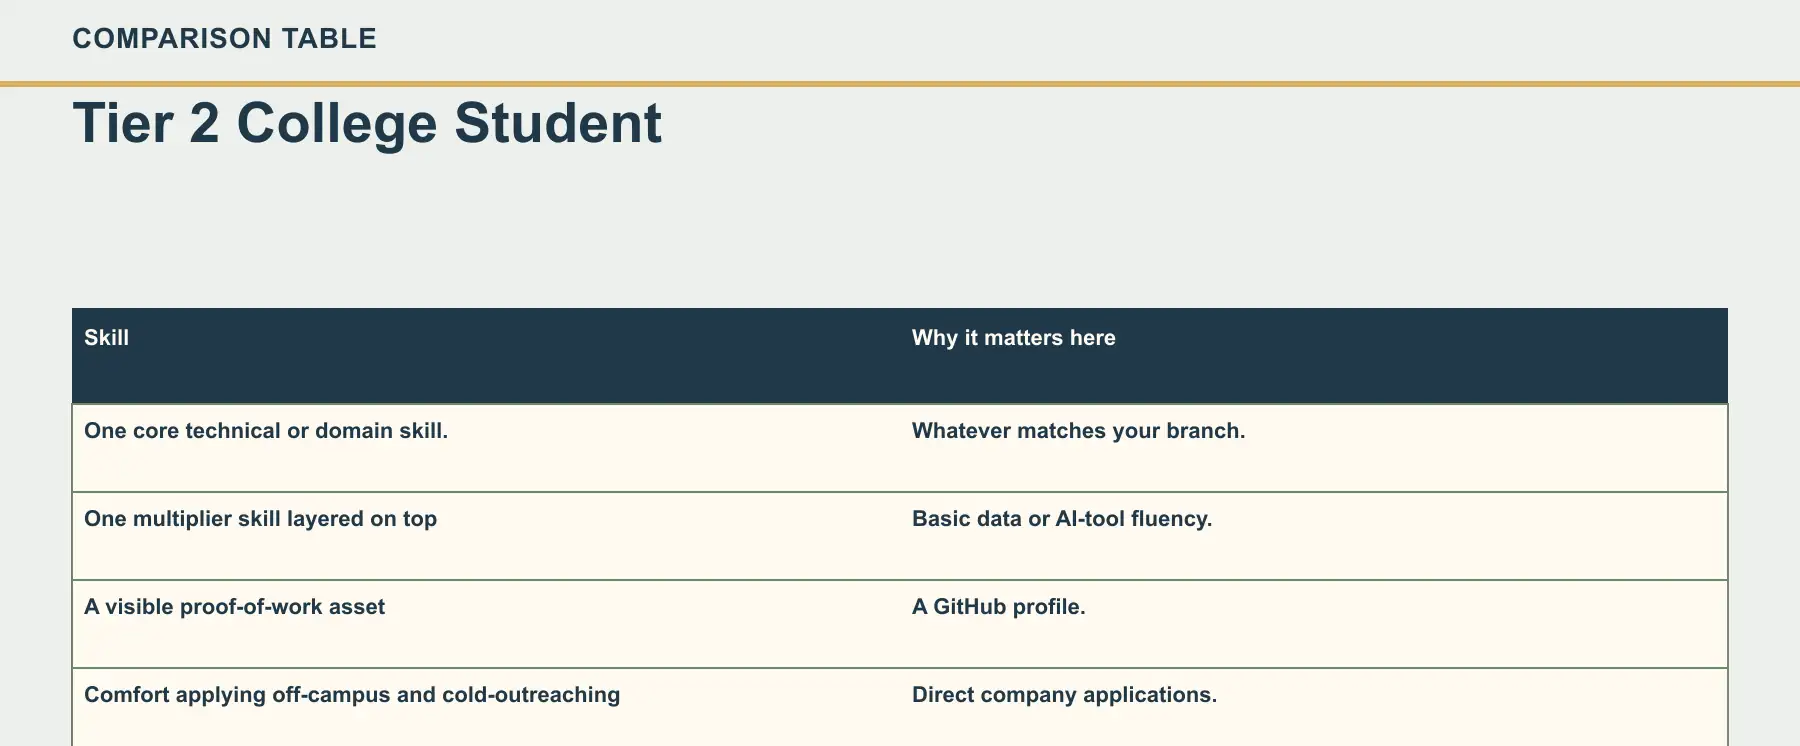 COMPARISON TABLE
Tier 2 College Student
Skill
Why it matters here
One core technical or domain skill.
Whatever matches your branch.
One multiplier skill layered on top
Basic data or AI-tool fluency.
A visible proof-of-work asset
A GitHub profile.
Comfort applying off-campus and cold-outreaching
Direct company applications.